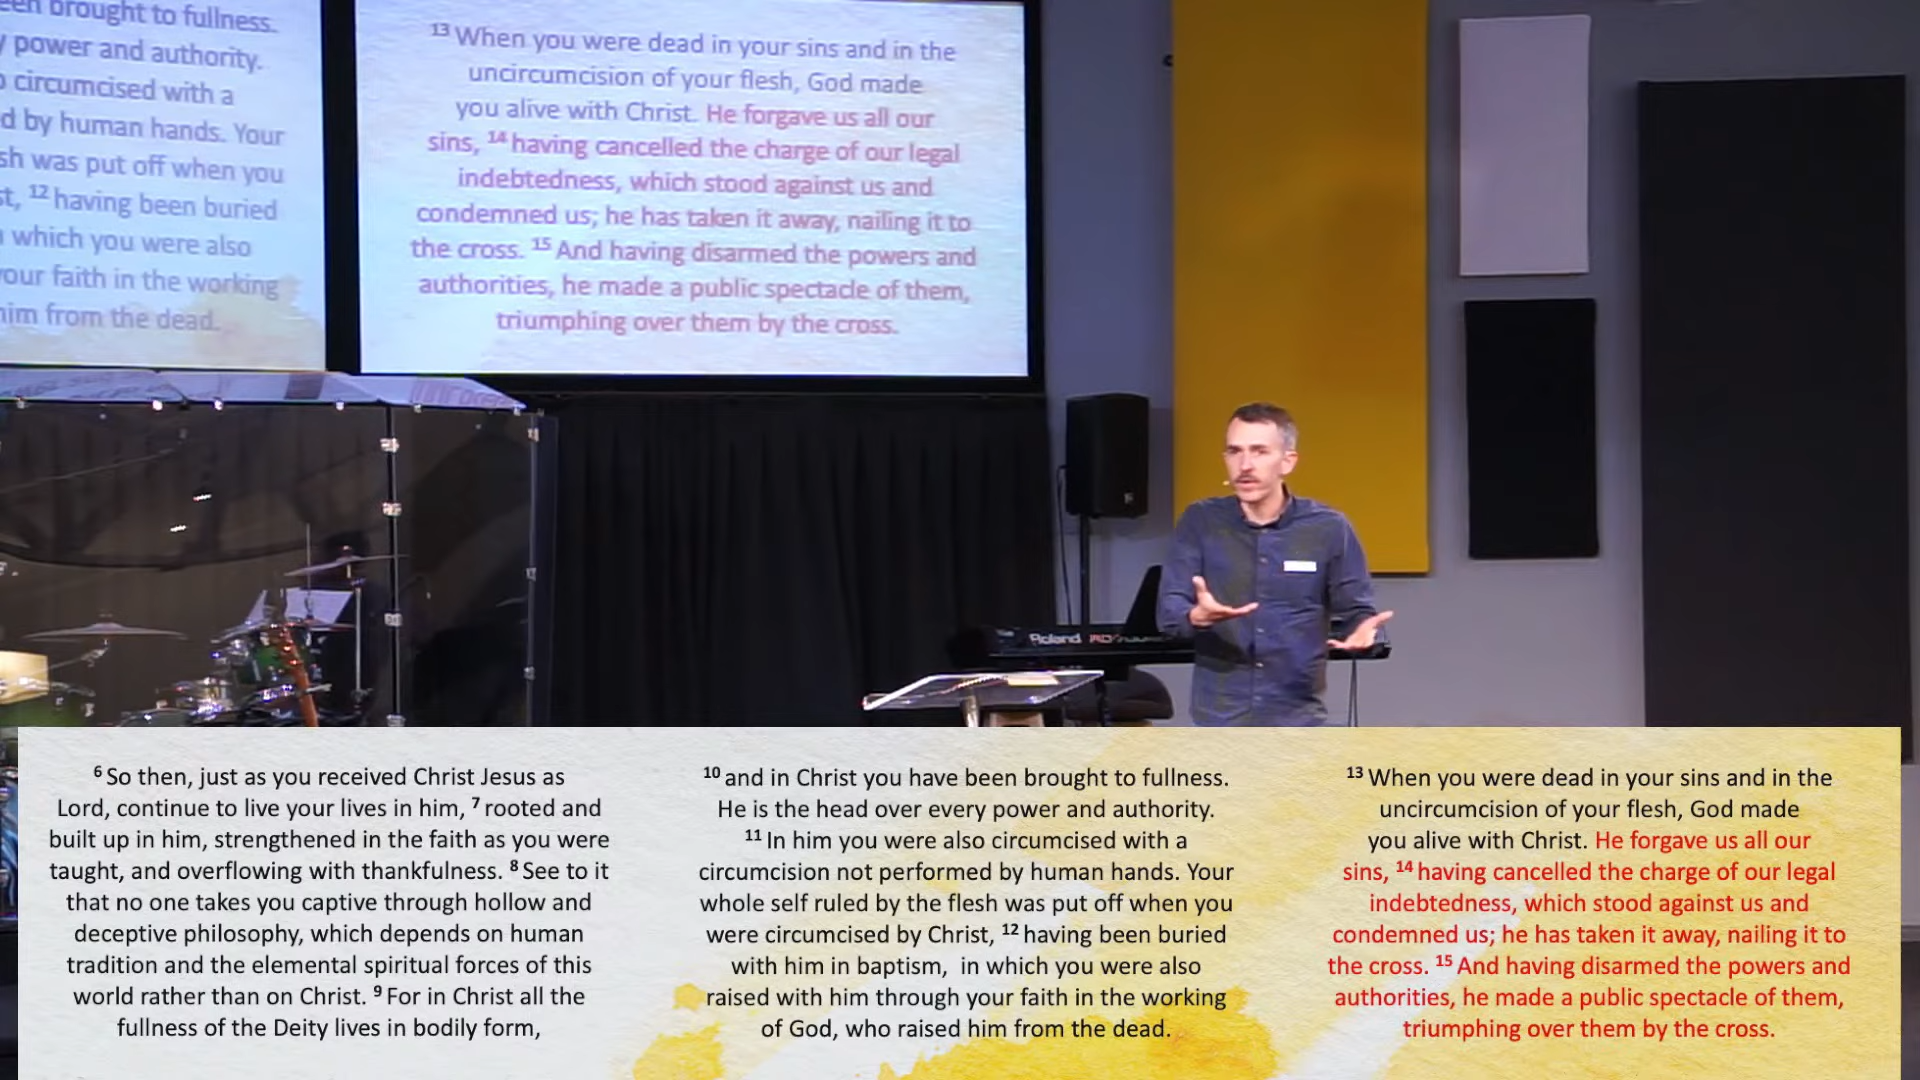 een brought to fullness.
power and authority.
circumcised with a
d by human hands. Your
sh was put off when you
t, 12 having been buried
which you were also
our faith in the working
him from the dead.
13 When you were dead in your sins and in the
uncircumcision of your flesh, God made
you alive with Christ. He forgave us all our
sins, 14 having cancelled the charge of our legal
indebtedness, which stood against us and
condemned us; he has taken it away, nailing it to
the cross. 15 And having disarmed the powers and
authorities, he made a public spectacle of them,
triumphing over them by the cross.
Roland
6 So then, just as you received Christ Jesus as
Lord, continue to live your lives in him, 7 rooted and
built up in him, strengthened in the faith as you were
taught, and overflowing with thankfulness. 8 See to it
that no one takes you captive through hollow and
deceptive philosophy, which depends on human
tradition and the elemental spiritual forces of this
world rather than on Christ. 9 For in Christ all the
fullness of the Deity lives in bodily form,
10 and in Christ you have been brought to fullness.
He is the head over every power and authority.
11 In him you were also circumcised with a
circumcision not performed by human hands. Your
whole self ruled by the flesh was put off when you
were circumcised by Christ, 12 having been buried
with him in baptism, in which you were also
raised with him through your faith in the working
of God, who raised him from the dead.
13 When you were dead in your sins and in the
uncircumcision of your flesh, God made
you alive with Christ. He forgave us all our
sins, 14 having cancelled the charge of our legal
indebtedness, which stood against us and
condemned us; he has taken it away, nailing it to
the cross. 15 And having disarmed the powers and
authorities, he made a public spectacle of them,
triumphing over them by the cross.